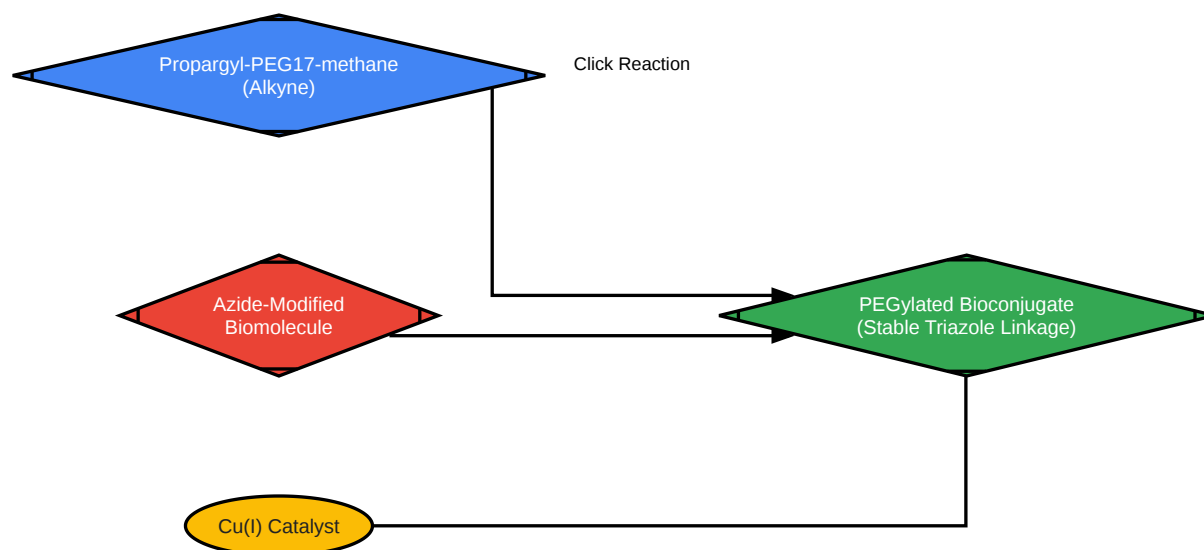 Propargyl-PEG17-methane
(Alkyne)
Click Reaction
Azide-Modified
Biomolecule
PEGylated Bioconjugate
(Stable Triazole Linkage)
Cu(I) Catalyst